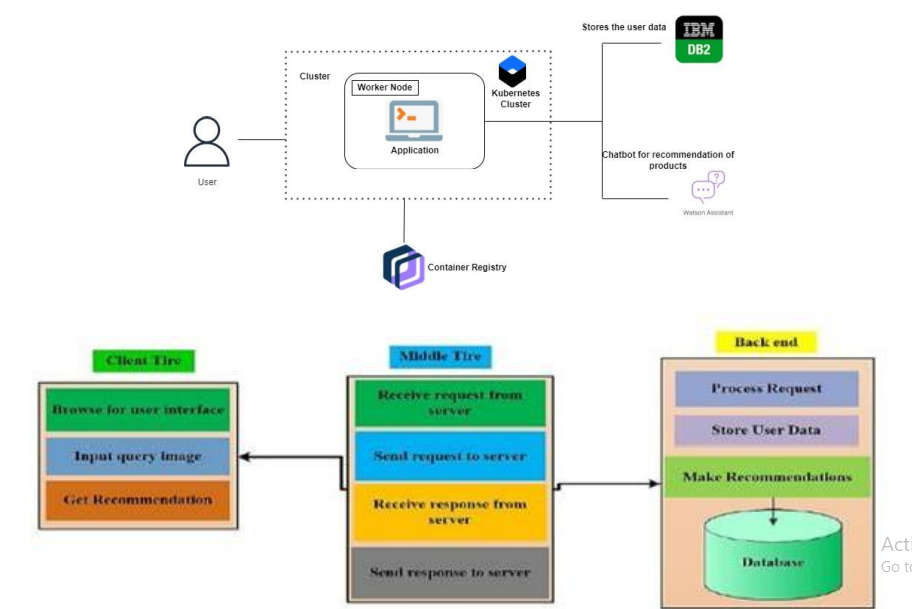 Stores the user data
IBM
DB2
Cluster
Worker Node
Kubernetes
Cluster
Application
User
Chatbot for recommendation of
products
Watson Assistant
Container Registry
Client Tire
Middle Tire
Back end
Browse for user interface
Input query image
Get Recommendation
Receive request from
server
Send request to server
Receive response from
server
Send response to server
Process Request
Store User Data
Make Recommendations
Database
Acti
Go to